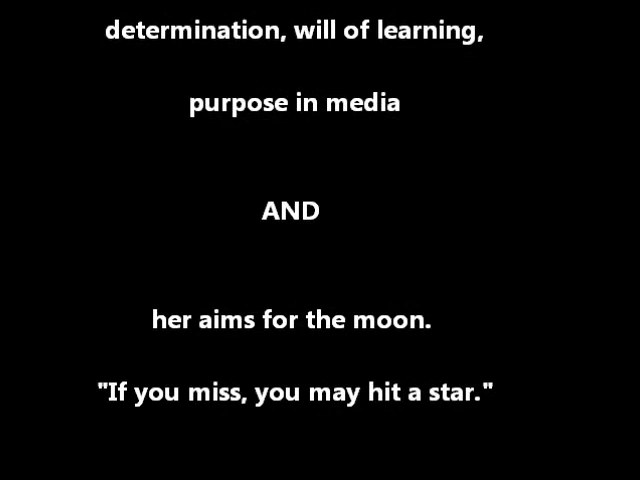 determination, will of learning,
purpose in media
AND
her aims for the moon.
"If you miss, you may hit a star."